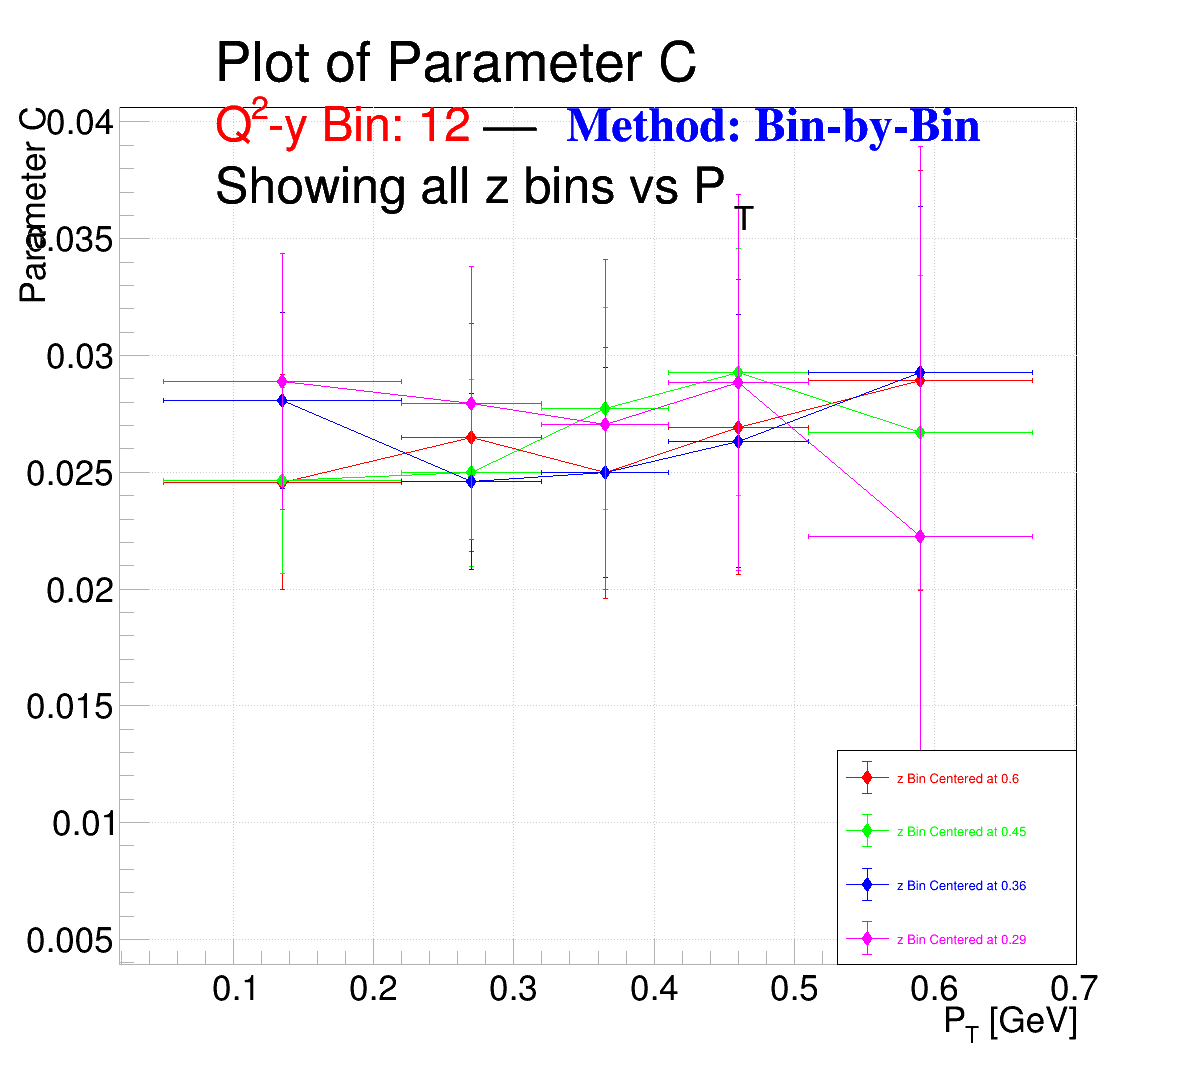 Plot of Parameter C
Q²-y Bin: 12 — Method: Bin-by-Bin
Showing all z bins vs P_T
Parameter C
0.04
0.035
0.03
0.025
0.02
0.015
0.01
0.005
z Bin Centered at 0.6
z Bin Centered at 0.45
z Bin Centered at 0.36
z Bin Centered at 0.29
0.1 0.2 0.3 0.4 0.5 0.6 0.7
P_T [GeV]